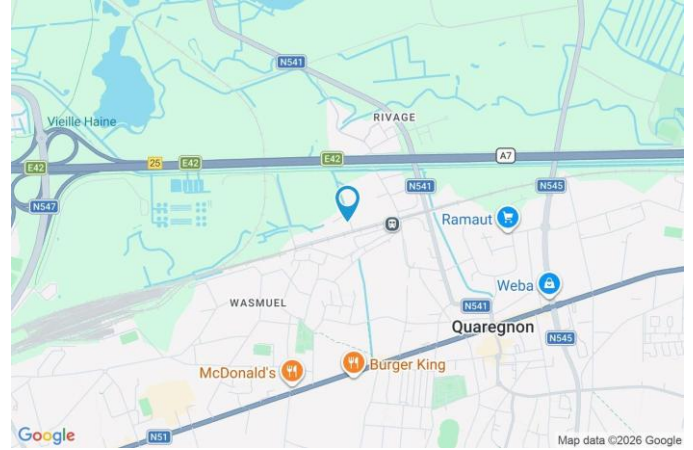 N541
RIVAGE
Vieille Haine
25
E42
E42
E42
A7
N547
N541
N545
Ramaut
Weba
WASMUEL
N541
Quaregnon
N545
McDonald's
Burger King
N51
Google
Map data ©2026 Google